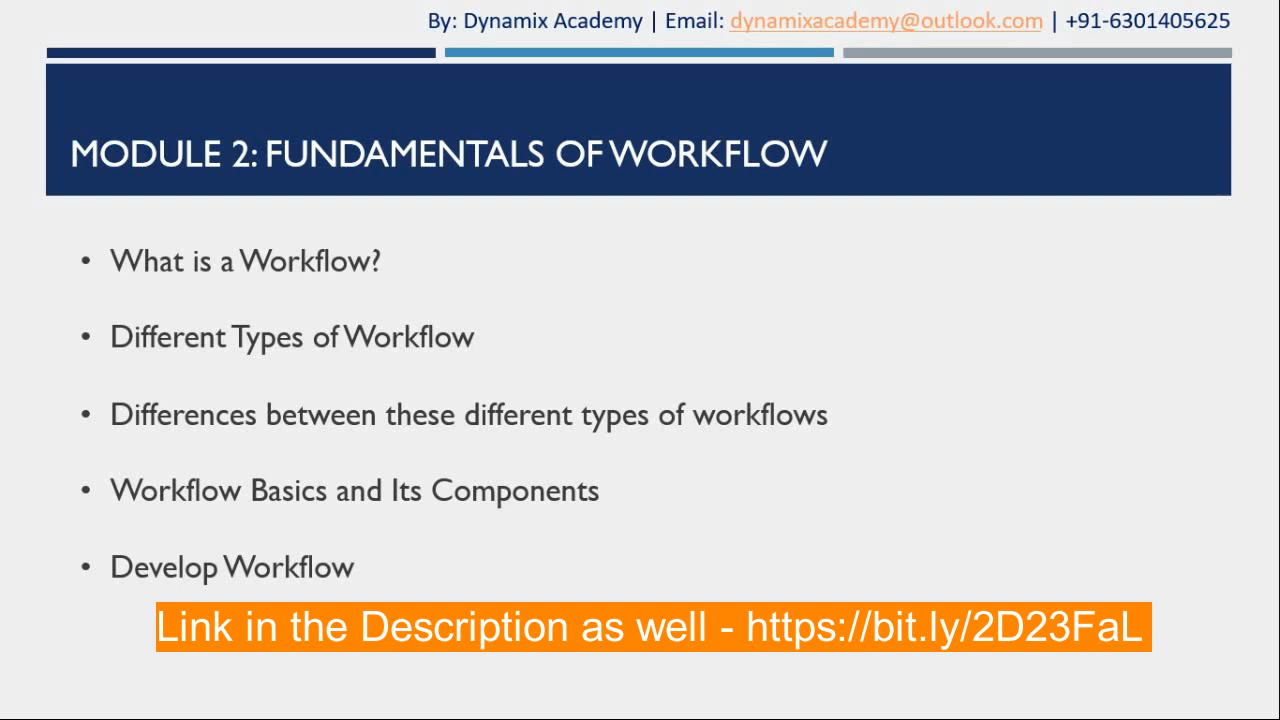 By: Dynamix Academy | Email: dynamixacademy@outlook.com | +91-6301405625
MODULE 2: FUNDAMENTALS OF WORKFLOW
• What is a Workflow?
• Different Types of Workflow
• Differences between these different types of workflows
• Workflow Basics and Its Components
• Develop Workflow
Link in the Description as well - https://bit.ly/2D23FaL